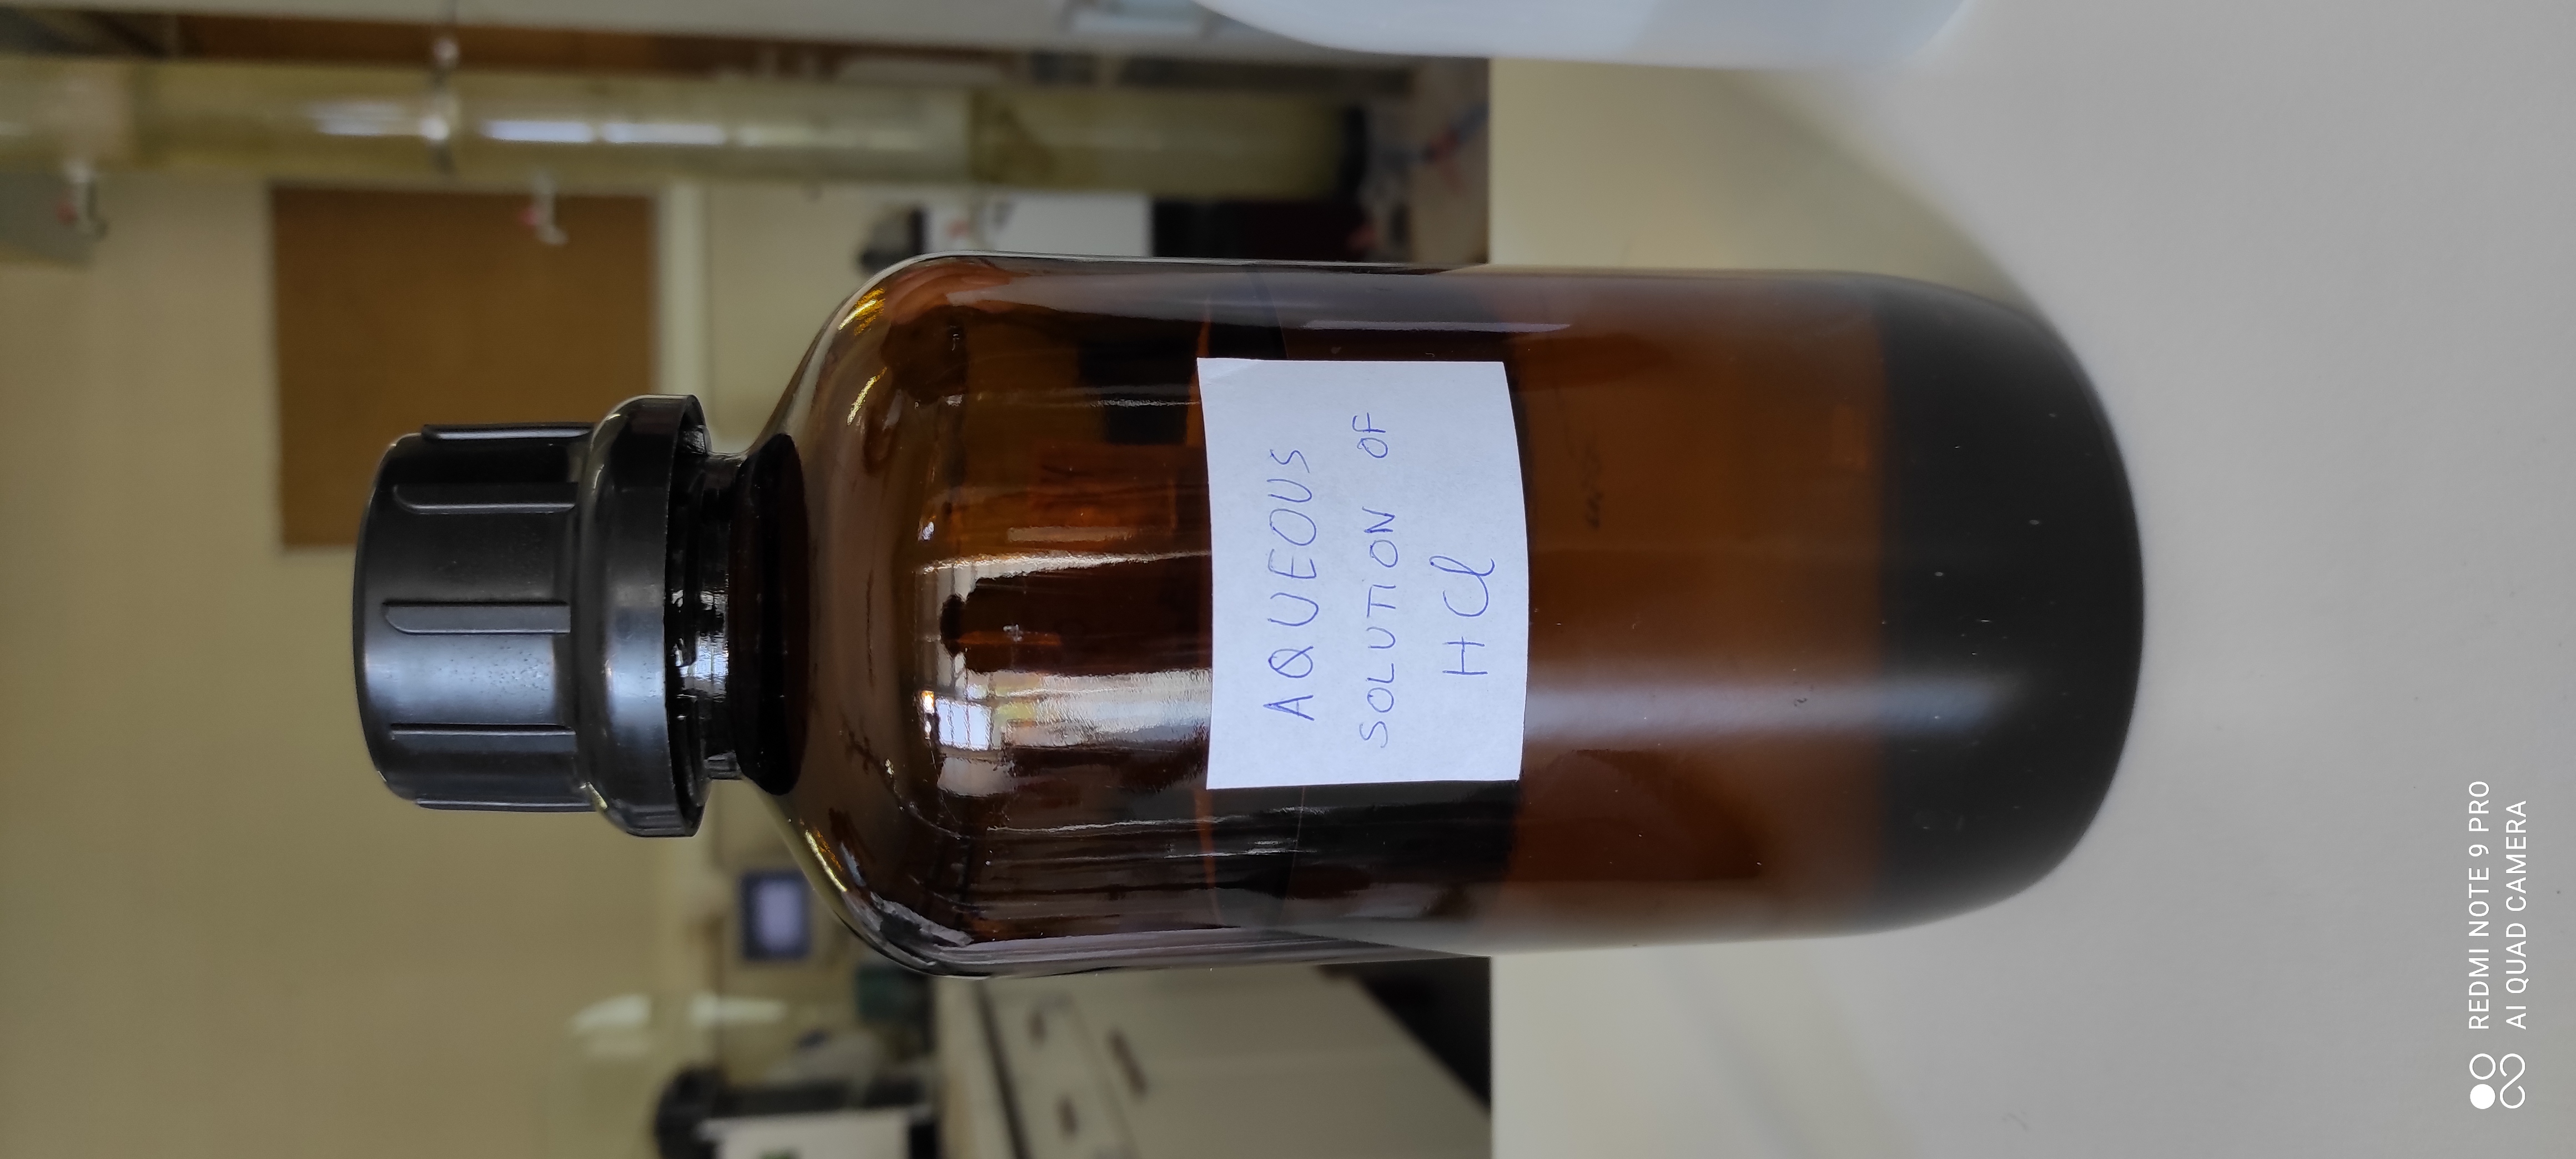 AQUEOUS
SOLUTION OF
HCl
REDMI NOTE 9 PRO
AI QUAD CAMERA